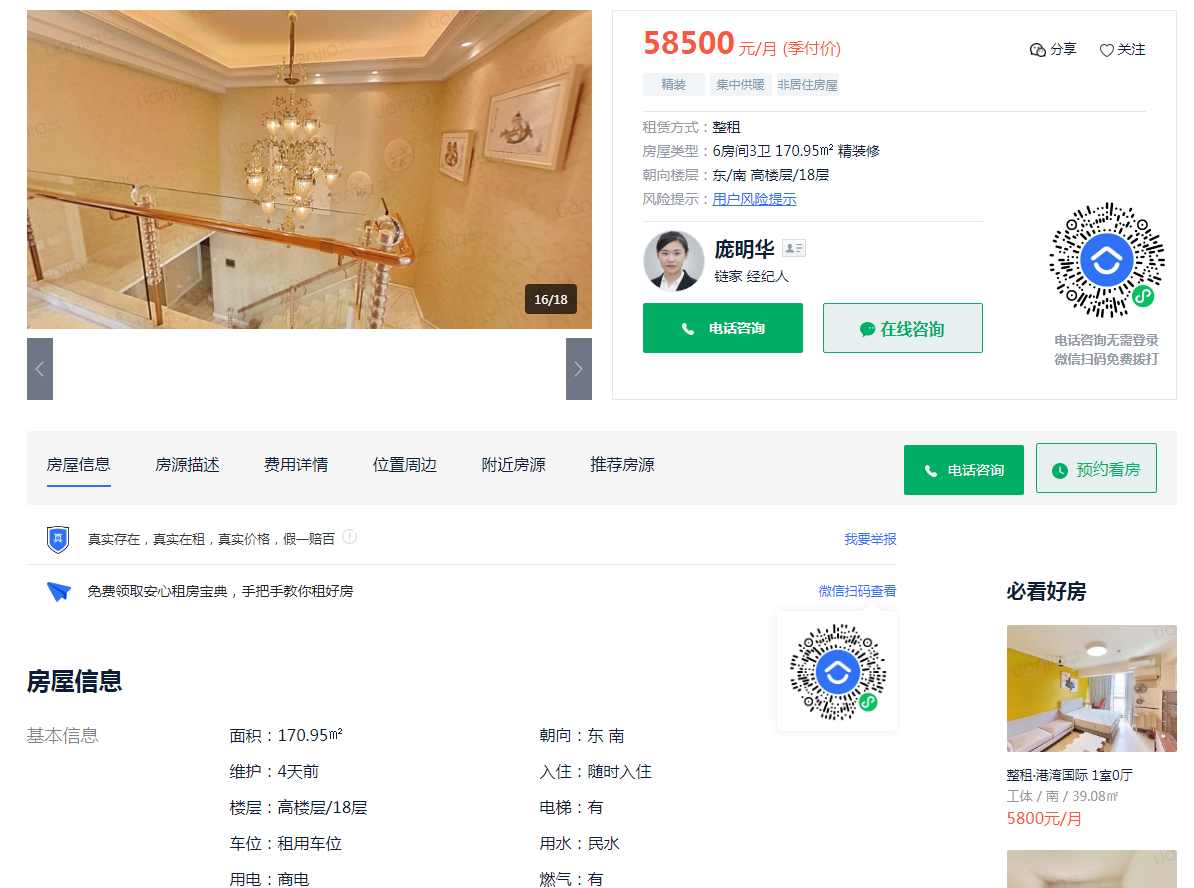 16/18
58500 元/月 (季付价)
分享
关注
精装
集中供暖
非居住房屋
租赁方式：整租
房屋类型：6房间3卫 170.95㎡ 精装修
朝向楼层：东/南 高楼层/18层
风险提示：用户风险提示
庞明华
链家 经纪人
电话咨询
在线咨询
电话咨询无需登录
微信扫码免费拨打
房屋信息
房源描述
费用详情
位置周边
附近房源
推荐房源
电话咨询
预约看房
真
真实存在，真实在租，真实价格，假一赔百
我要举报
免费领取安心租房宝典，手把手教你租好房
微信扫码查看
房屋信息
基本信息
面积：170.95㎡
朝向：东 南
维护：4天前
入住：随时入住
楼层：高楼层/18层
电梯：有
车位：租用车位
用水：民水
用电：商电
燃气：有
必看好房
整租·港湾国际 1室0厅
工体 / 南 / 39.08㎡
5800元/月